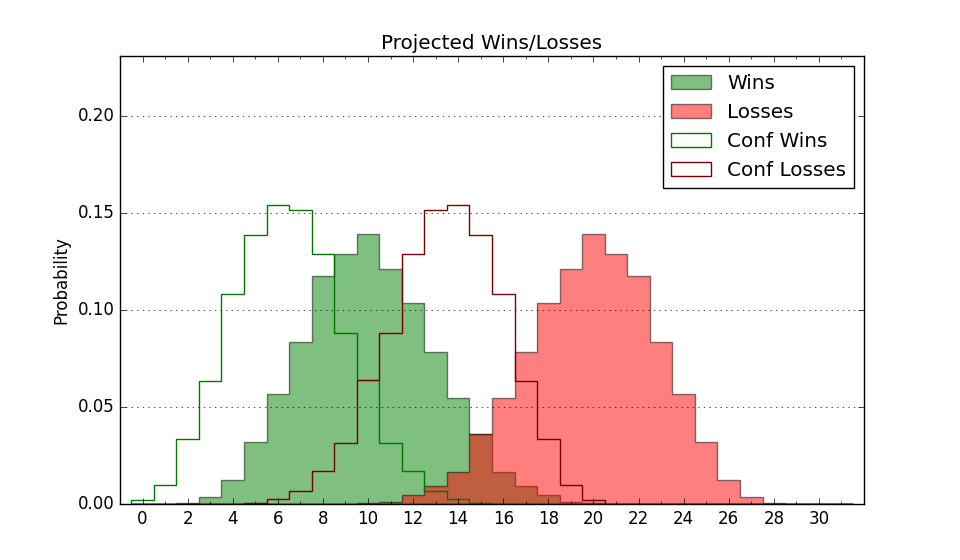 Projected Wins/Losses
Wins
Losses
Conf Wins
Conf Losses
Probability
0.20
0.15
0.10
0.05
0.00
0 2 4 6 8 10 12 14 16 18 20 22 24 26 28 30